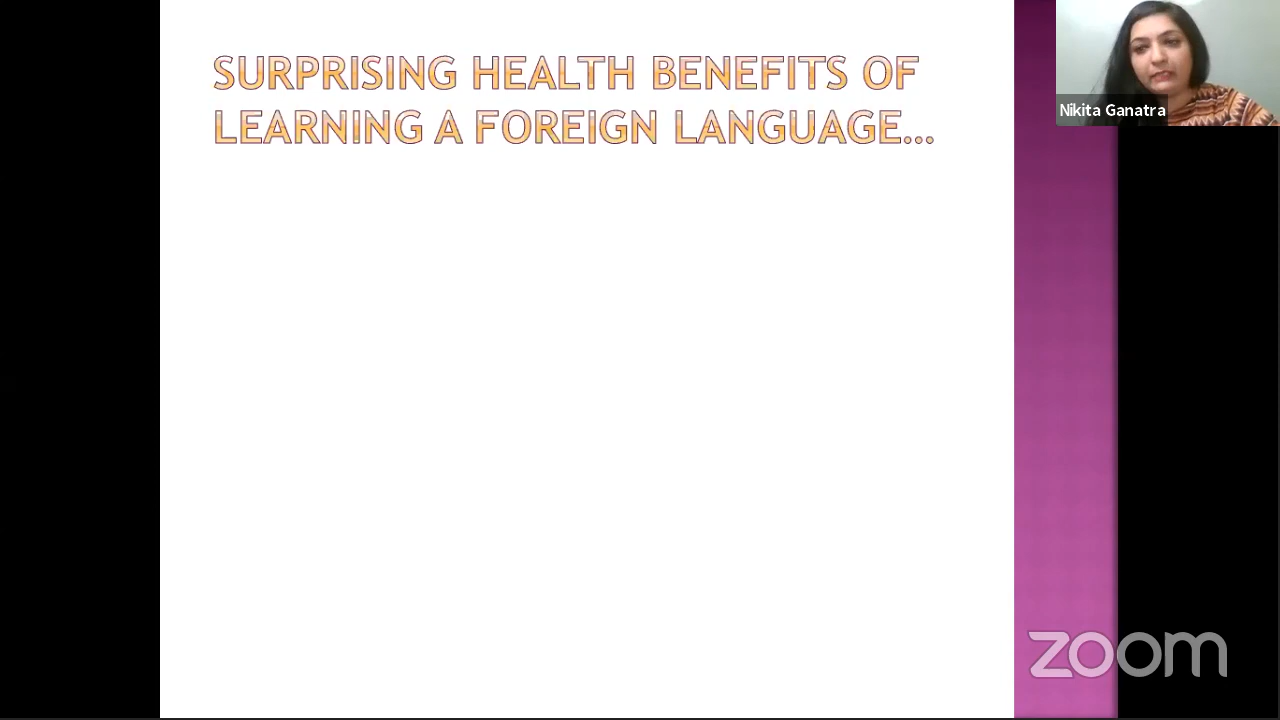 SURPRISING HEALTH BENEFITS OF
LEARNING A FOREIGN LANGUAGE...
Nikita Ganatra
zoom